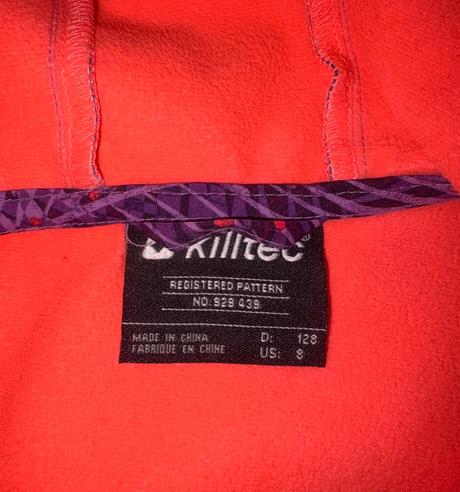 killtec®
REGISTERED PATTERN
NO: 929 439
MADE IN CHINA D: 128
FABRIQUE EN CHINE US: 8